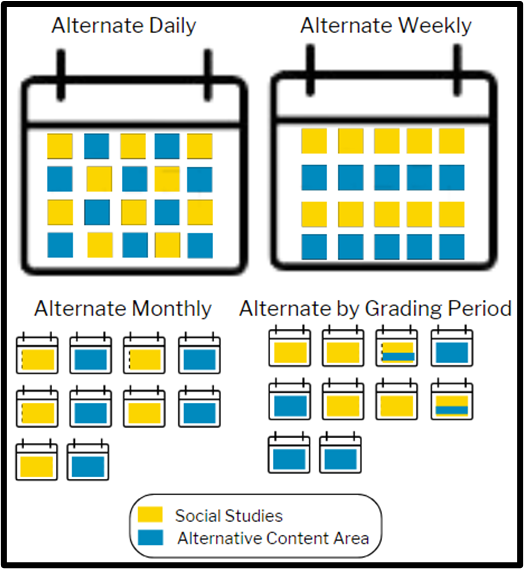 Alternate Daily
Alternate Weekly
Alternate Monthly
Alternate by Grading Period
Social Studies
Alternative Content Area